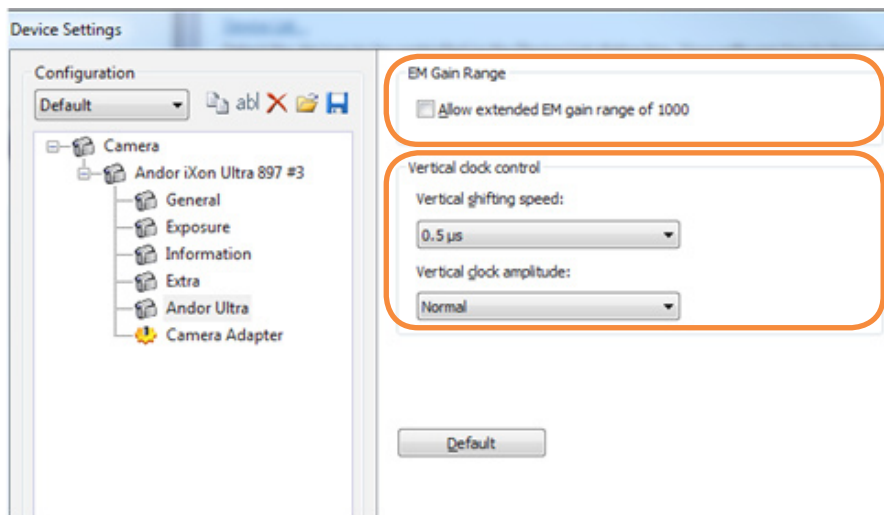 Device Settings
Configuration
Default
abl
Camera
Andor iXon Ultra 897 #3
General
Exposure
Information
Extra
Andor Ultra
Camera Adapter
EM Gain Range
Allow extended EM gain range of 1000
Vertical clock control
Vertical shifting speed:
0.5 µs
Vertical clock amplitude:
Normal
Default